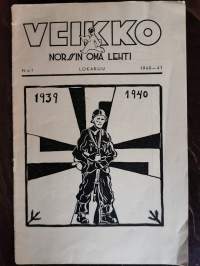 VEIKKO
NORSSIN OMA LEHTI
N:o 1 LOKAKUU 1940-41
1939 1940